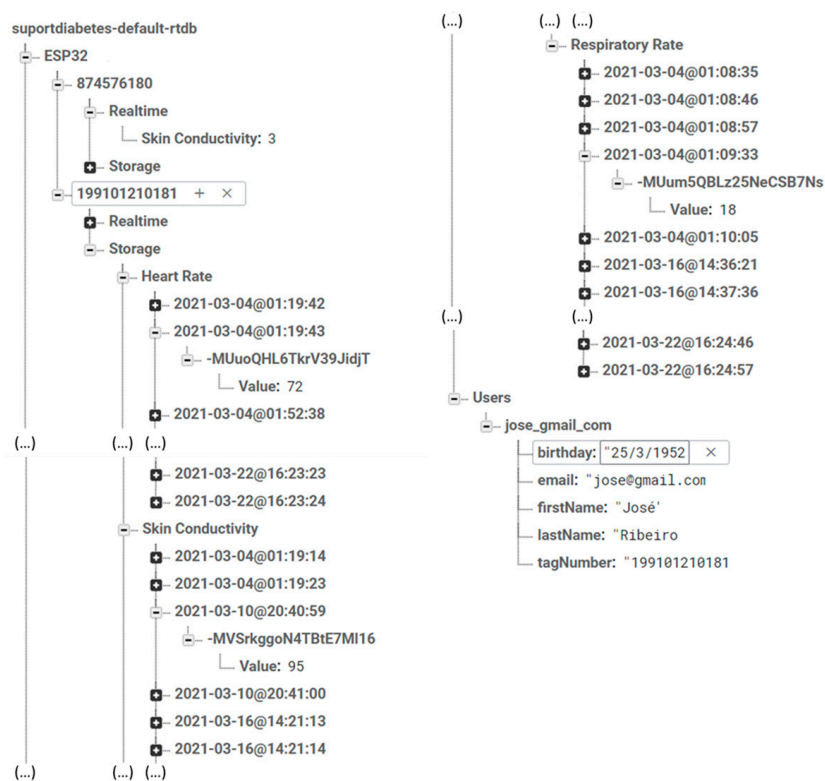 suportdiabetes-default-rtdb
ESP32
874576180
Realtime
Skin Conductivity: 3
Storage
199101210181 + ×
Realtime
Storage
Heart Rate
2021-03-04@01:19:42
2021-03-04@01:19:43
-MUuoQHL6TkrV39JidjT
Value: 72
2021-03-04@01:52:38
(...) (...) (...)
2021-03-22@16:23:23
2021-03-22@16:23:24
Skin Conductivity
2021-03-04@01:19:14
2021-03-04@01:19:23
2021-03-10@20:40:59
-MVSrkggoN4TBtE7MI16
Value: 95
2021-03-10@20:41:00
2021-03-16@14:21:13
2021-03-16@14:21:14
(...) (...) (...)
(...) (...)
Respiratory Rate
2021-03-04@01:08:35
2021-03-04@01:08:46
2021-03-04@01:08:57
2021-03-04@01:09:33
-MUum5QBLz25NeCSB7Ns
Value: 18
2021-03-04@01:10:05
2021-03-16@14:36:21
2021-03-16@14:37:36
(...) (...)
2021-03-22@16:24:46
2021-03-22@16:24:57
Users
jose_gmail_com
birthday: "25/3/1952 ×
email: "jose@gmail.com
firstName: "José'
lastName: "Ribeiro
tagNumber: "199101210181